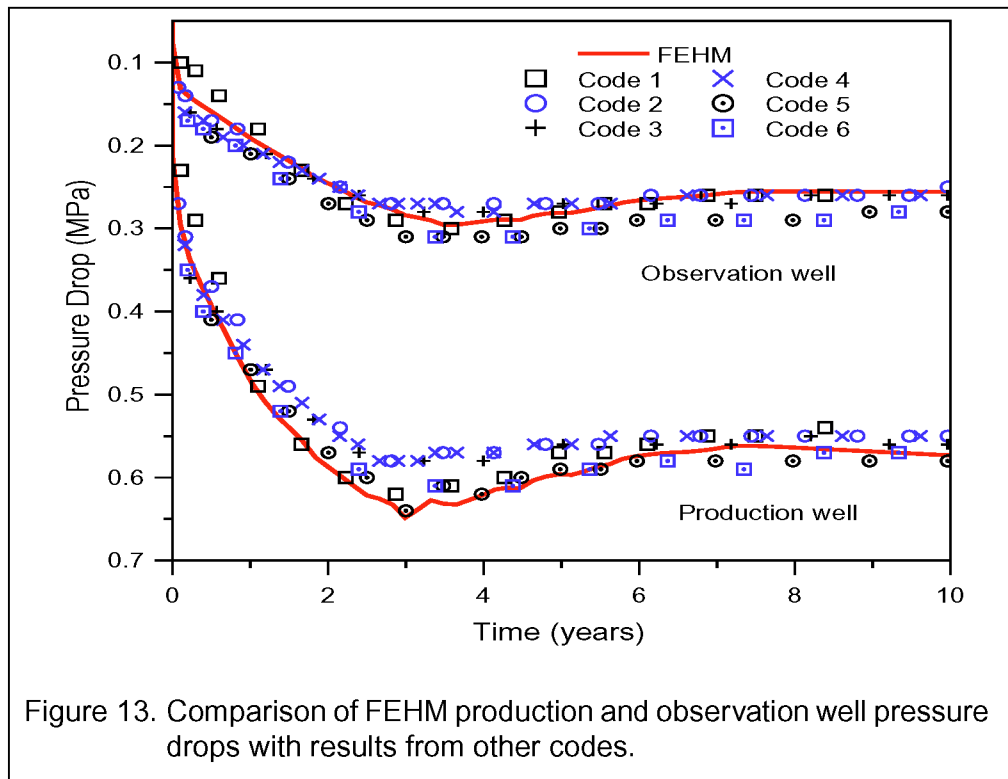 FEHM
Code 1
Code 4
Code 2
Code 5
Code 3
Code 6
0.1
0.2
0.3
0.4
0.5
0.6
0.7
Pressure Drop (MPa)
Observation well
Production well
0
2
4
6
8
10
Time (years)
Figure 13. Comparison of FEHM production and observation well pressure
drops with results from other codes.